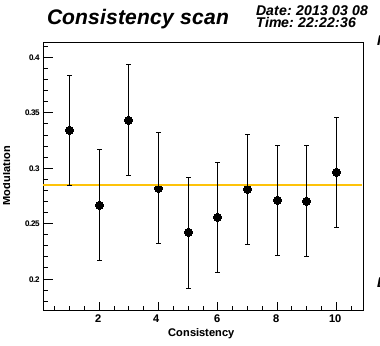 Consistency scan
Date: 2013 03 08
Time: 22:22:36
0.4
0.35
0.3
0.25
0.2
Modulation
2 4 6 8 10
Consistency